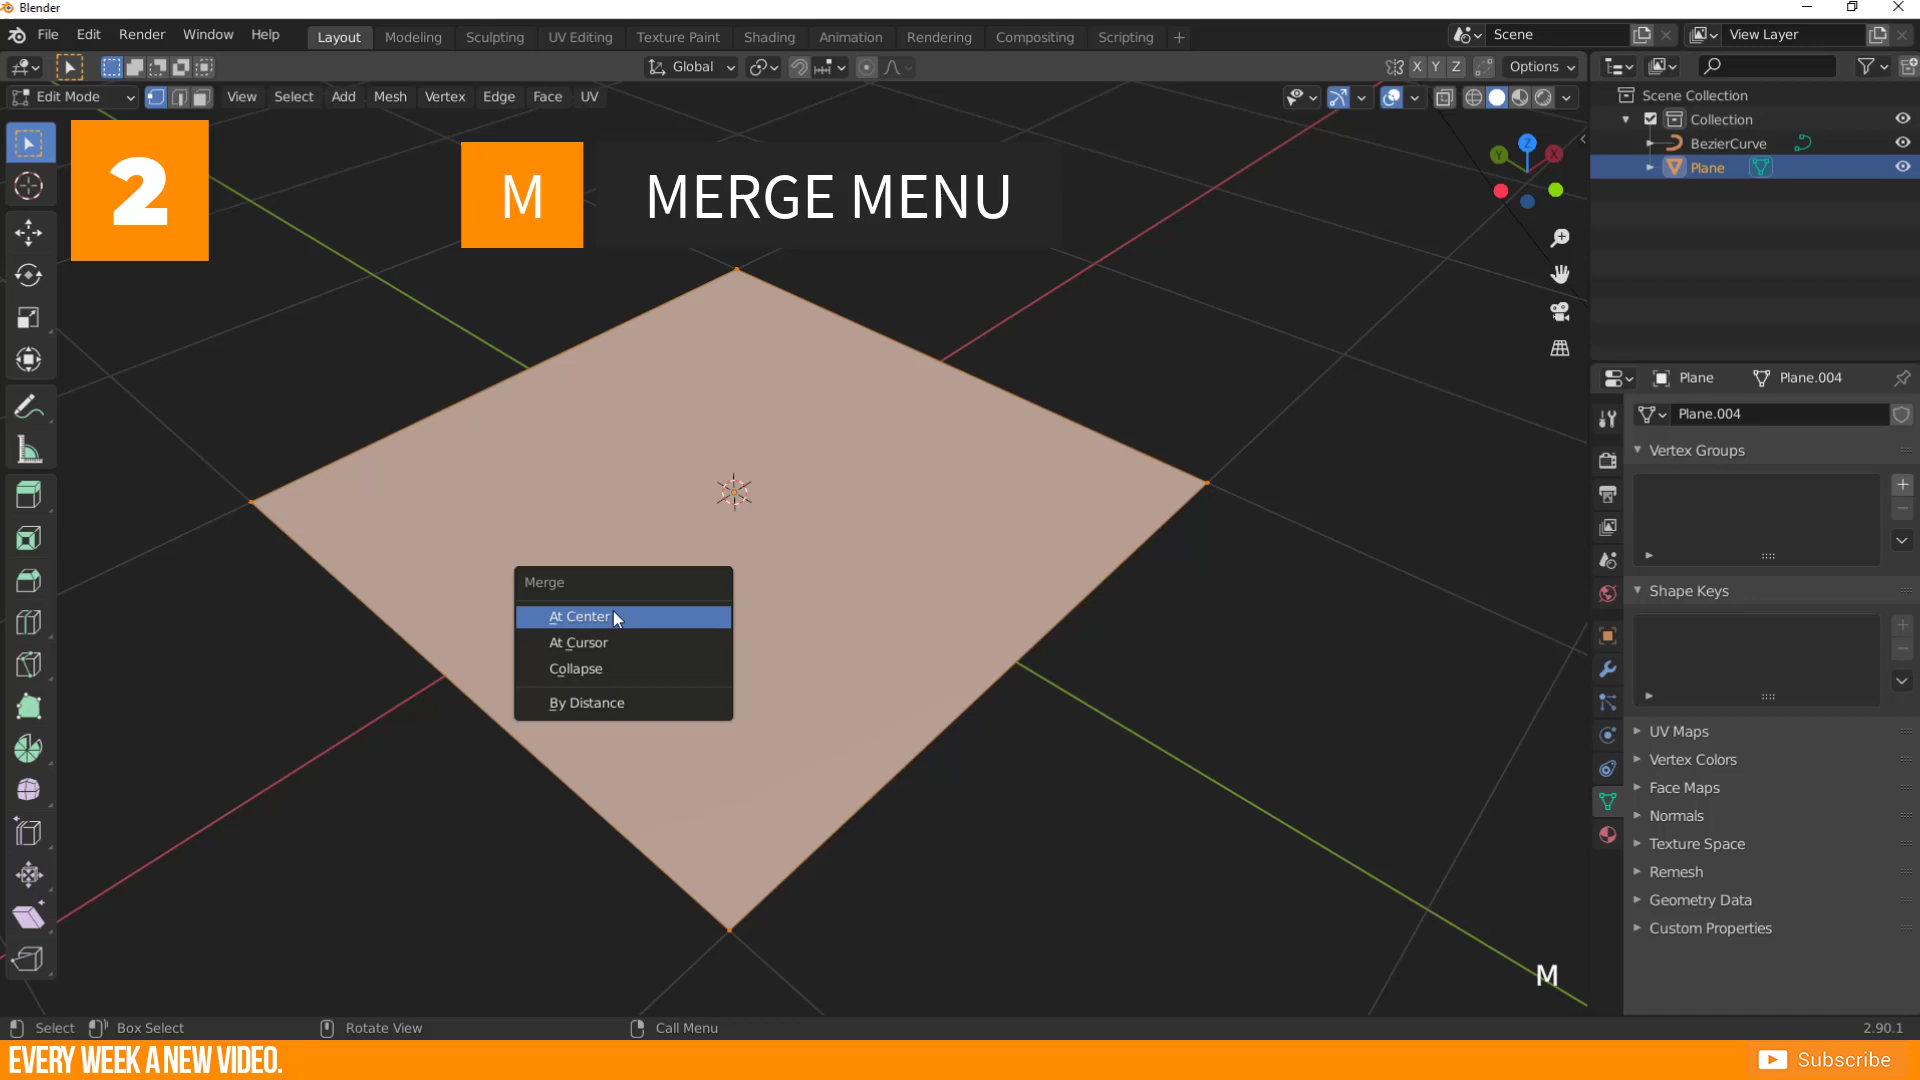 Blender
File Edit Render Window Help Layout Modeling Sculpting UV Editing Texture Paint Shading Animation Rendering Compositing Scripting + Scene View Layer
Global X Y Z Options
Edit Mode View Select Add Mesh Vertex Edge Face UV
Scene Collection
Collection
BezierCurve
Plane
2
M MERGE MENU
Z
Y
X
Plane Plane.004
Plane.004
Vertex Groups
Shape Keys
UV Maps
Vertex Colors
Face Maps
Normals
Texture Space
Remesh
Geometry Data
Custom Properties
Merge
At Center
At Cursor
Collapse
By Distance
M
Select Box Select Rotate View Call Menu 2.90.1
EVERY WEEK A NEW VIDEO. Subscribe